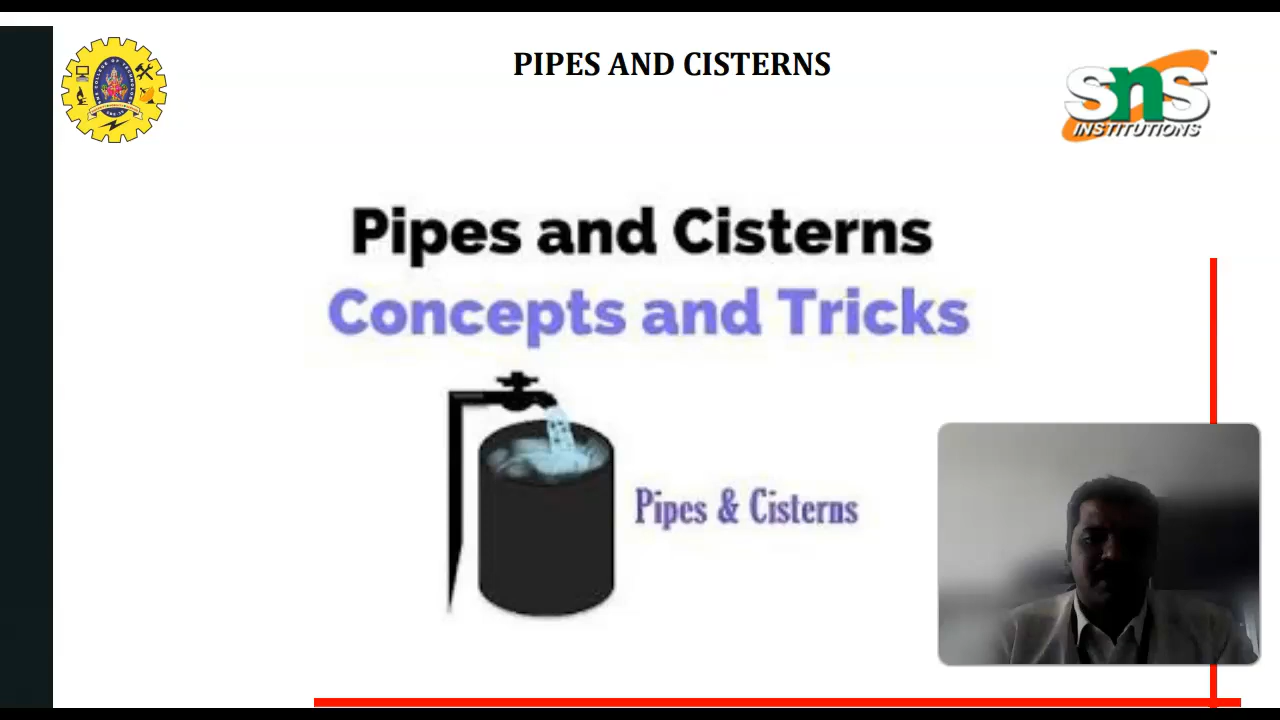 PIPES AND CISTERNS
sns
INSTITUTIONS
Pipes and Cisterns
Concepts and Tricks
Pipes & Cisterns